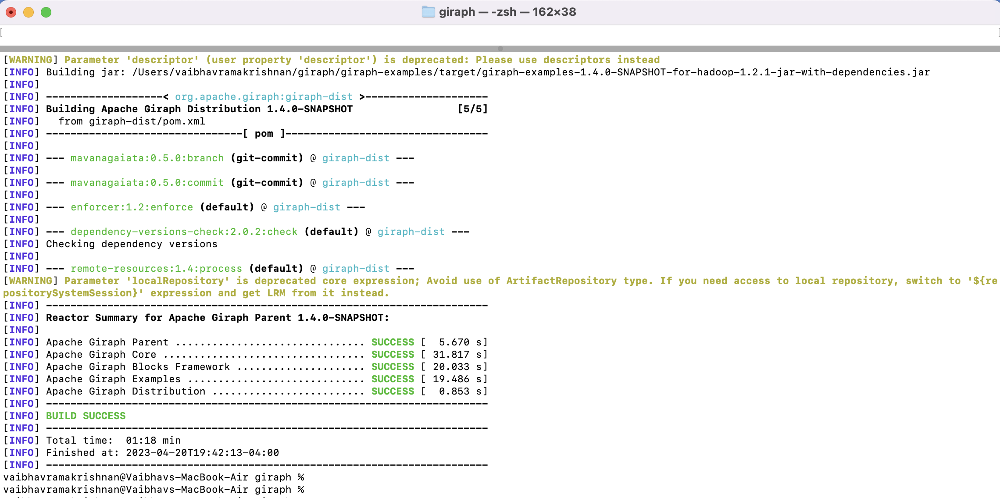 giraph — -zsh — 162×38
[ ]
[WARNING] Parameter 'descriptor' (user property 'descriptor') is deprecated: Please use descriptors instead
[INFO] Building jar: /Users/vaibhavramakrishnan/giraph/giraph-examples/target/giraph-examples-1.4.0-SNAPSHOT-for-hadoop-1.2.1-jar-with-dependencies.jar
[INFO]
[INFO] -------------------< org.apache.giraph:giraph-dist >--------------------
[INFO] Building Apache Giraph Distribution 1.4.0-SNAPSHOT                 [5/5]
[INFO]   from giraph-dist/pom.xml
[INFO] --------------------------------[ pom ]---------------------------------
[INFO]
[INFO] --- mavanagaiata:0.5.0:branch (git-commit) @ giraph-dist ---
[INFO]
[INFO] --- mavanagaiata:0.5.0:commit (git-commit) @ giraph-dist ---
[INFO]
[INFO] --- enforcer:1.2:enforce (default) @ giraph-dist ---
[INFO]
[INFO] --- dependency-versions-check:2.0.2:check (default) @ giraph-dist ---
[INFO] Checking dependency versions
[INFO]
[INFO] --- remote-resources:1.4:process (default) @ giraph-dist ---
[WARNING] Parameter 'localRepository' is deprecated core expression; Avoid use of ArtifactRepository type. If you need access to local repository, switch to '${re
positorySystemSession}' expression and get LRM from it instead.
[INFO] ------------------------------------------------------------------------
[INFO] Reactor Summary for Apache Giraph Parent 1.4.0-SNAPSHOT:
[INFO]
[INFO] Apache Giraph Parent ............................... SUCCESS [  5.670 s]
[INFO] Apache Giraph Core ................................. SUCCESS [ 31.817 s]
[INFO] Apache Giraph Blocks Framework ..................... SUCCESS [ 20.033 s]
[INFO] Apache Giraph Examples ............................. SUCCESS [ 19.486 s]
[INFO] Apache Giraph Distribution ......................... SUCCESS [  0.853 s]
[INFO] ------------------------------------------------------------------------
[INFO] BUILD SUCCESS
[INFO] ------------------------------------------------------------------------
[INFO] Total time:  01:18 min
[INFO] Finished at: 2023-04-20T19:42:13-04:00
[INFO] ------------------------------------------------------------------------
vaibhavramakrishnan@Vaibhavs-MacBook-Air giraph %
vaibhavramakrishnan@Vaibhavs-MacBook-Air giraph %